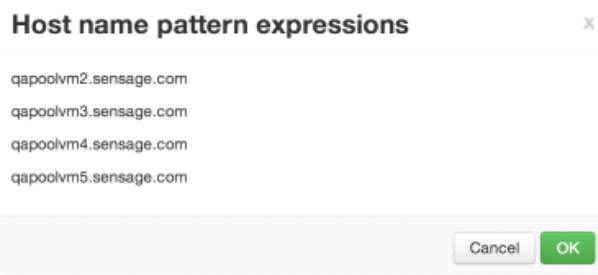 Host name pattern expressions
x
qapoolvm2.sensage.com
qapoolvm3.sensage.com
qapoolvm4.sensage.com
qapoolvm5.sensage.com
Cancel OK